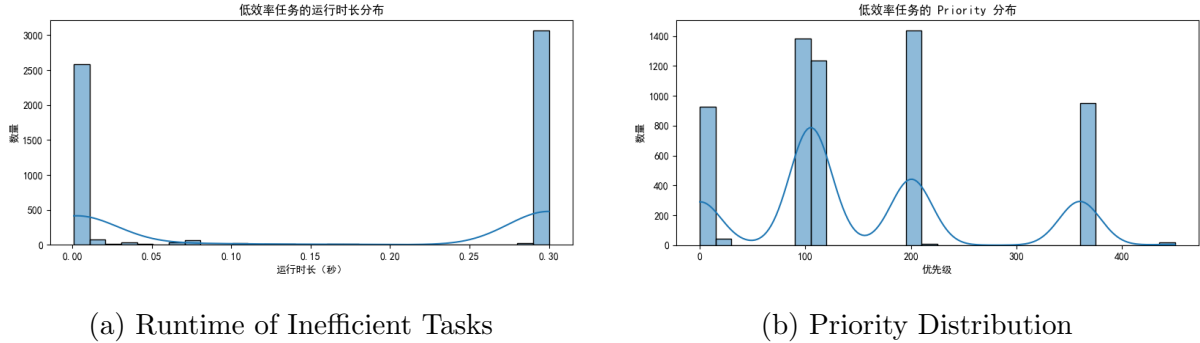 低效率任务的运行时长分布
数量
3000
2500
2000
1500
1000
500
0
0.00 0.05 0.10 0.15 0.20 0.25 0.30
运行时长（秒）
(a) Runtime of Inefficient Tasks
低效率任务的 Priority 分布
数量
1400
1200
1000
800
600
400
200
0
0 100 200 300 400
优先级
(b) Priority Distribution